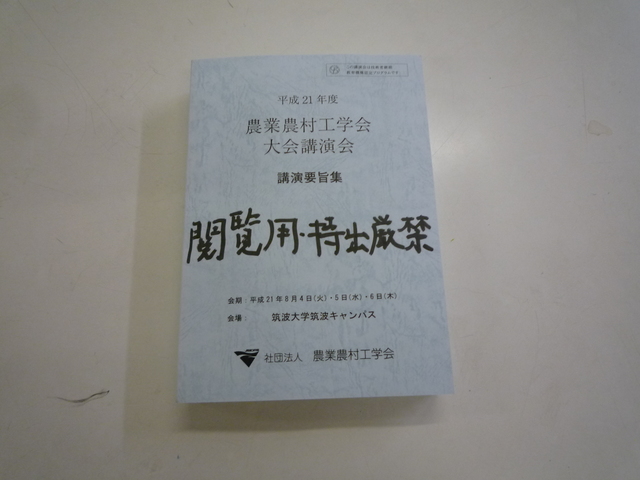 平成21年度
農業農村工学会
大会講演会
講演要旨集
閲覧用・持出厳禁
会期：平成21年8月4日(火)・5日(水)・6日(木)
会場： 筑波大学筑波キャンパス
社団法人 農業農村工学会